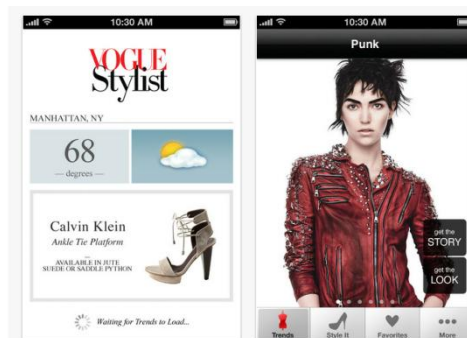 10:30 AM
VOGUE
Stylist
MANHATTAN, NY
68
— degrees —
Calvin Klein
Ankle Tie Platform
AVAILABLE IN JUTE
SUEDE OR SADDLE PYTHON
Waiting for Trends to Load...
10:30 AM
Punk
get the
STORY
get the
LOOK
Trends
Style It
Favorites
More